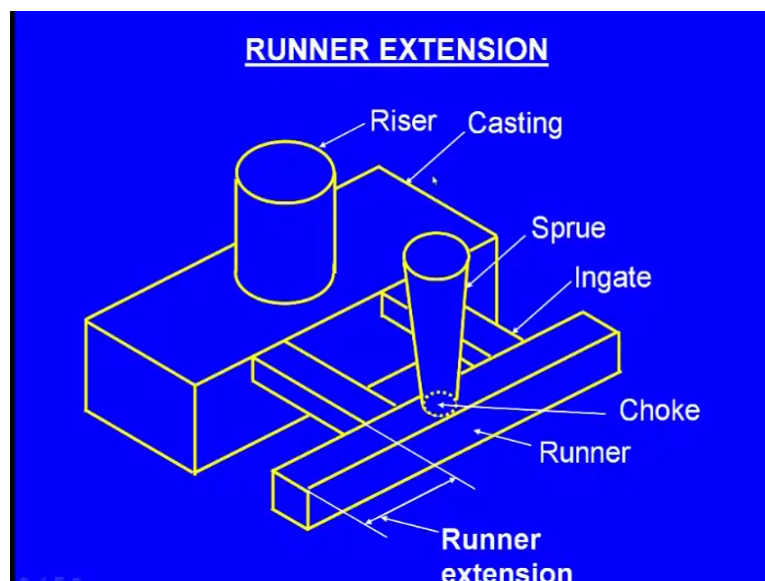 RUNNER EXTENSION
Riser
Casting
Sprue
Ingate
Choke
Runner
Runner
extension